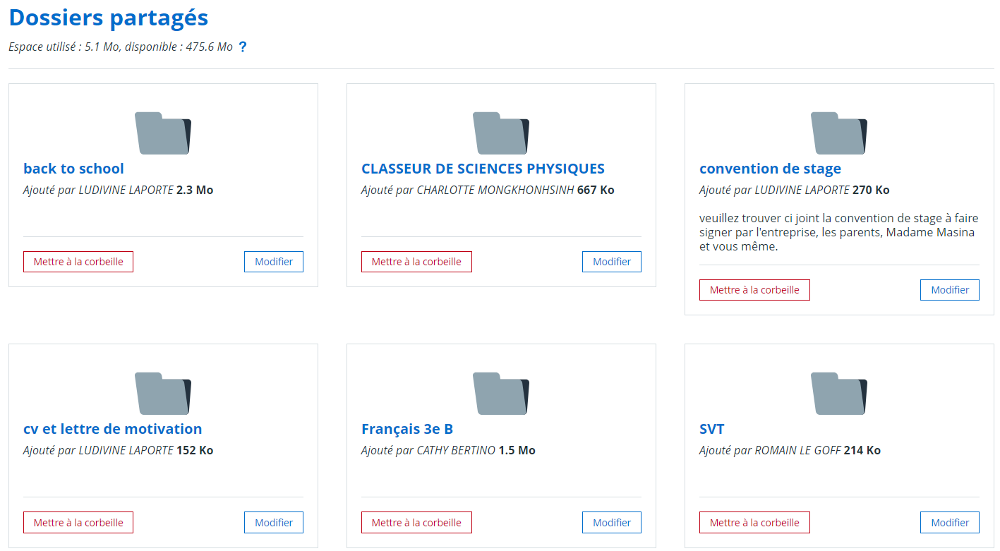 Dossiers partagés
Espace utilisé : 5.1 Mo, disponible : 475.6 Mo ?
back to school
Ajouté par LUDIVINE LAPORTE 2.3 Mo
Mettre à la corbeille
Modifier
CLASSEUR DE SCIENCES PHYSIQUES
Ajouté par CHARLOTTE MONGKHONHSINH 667 Ko
Mettre à la corbeille
Modifier
convention de stage
Ajouté par LUDIVINE LAPORTE 270 Ko
veuillez trouver ci joint la convention de stage à faire
signer par l'entreprise, les parents, Madame Masina
et vous même.
Mettre à la corbeille
Modifier
cv et lettre de motivation
Ajouté par LUDIVINE LAPORTE 152 Ko
Mettre à la corbeille
Modifier
Français 3e B
Ajouté par CATHY BERTINO 1.5 Mo
Mettre à la corbeille
Modifier
SVT
Ajouté par ROMAIN LE GOFF 214 Ko
Mettre à la corbeille
Modifier